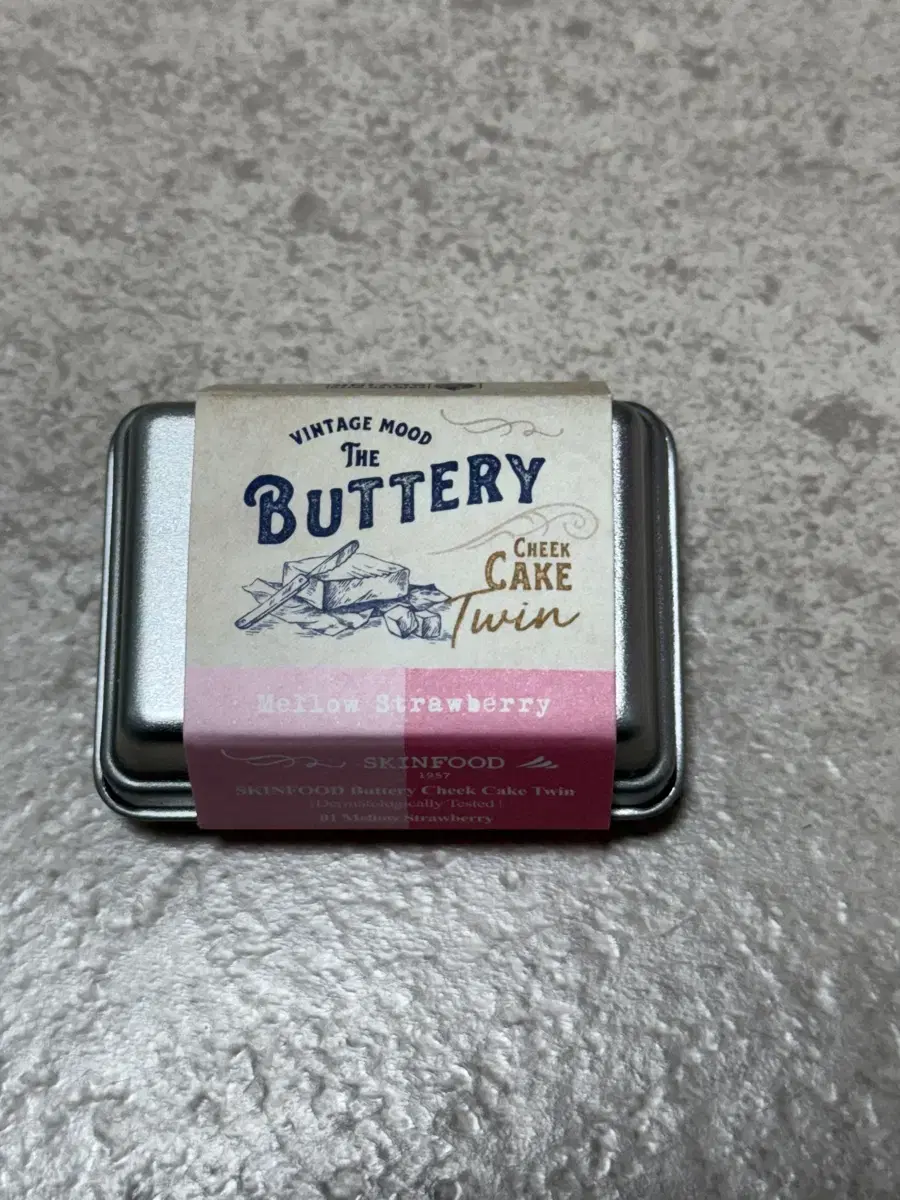 VINTAGE MOOD
THE
BUTTERY
CHEEK
CAKE
Twin
Mellow Strawberry
SKINFOOD
1957
SKINFOOD Buttery Cheek Cake Twin
[Dermatologically Tested]
01 Mellow Strawberry